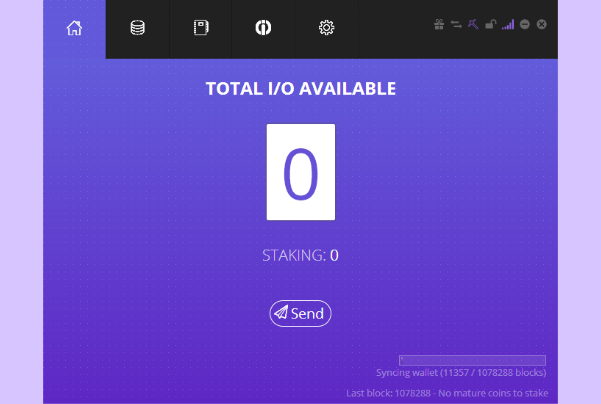 TOTAL I/O AVAILABLE
0
STAKING: 0
Send
Syncing wallet (11357 / 1078288 blocks)
Last block: 1078288 - No mature coins to stake